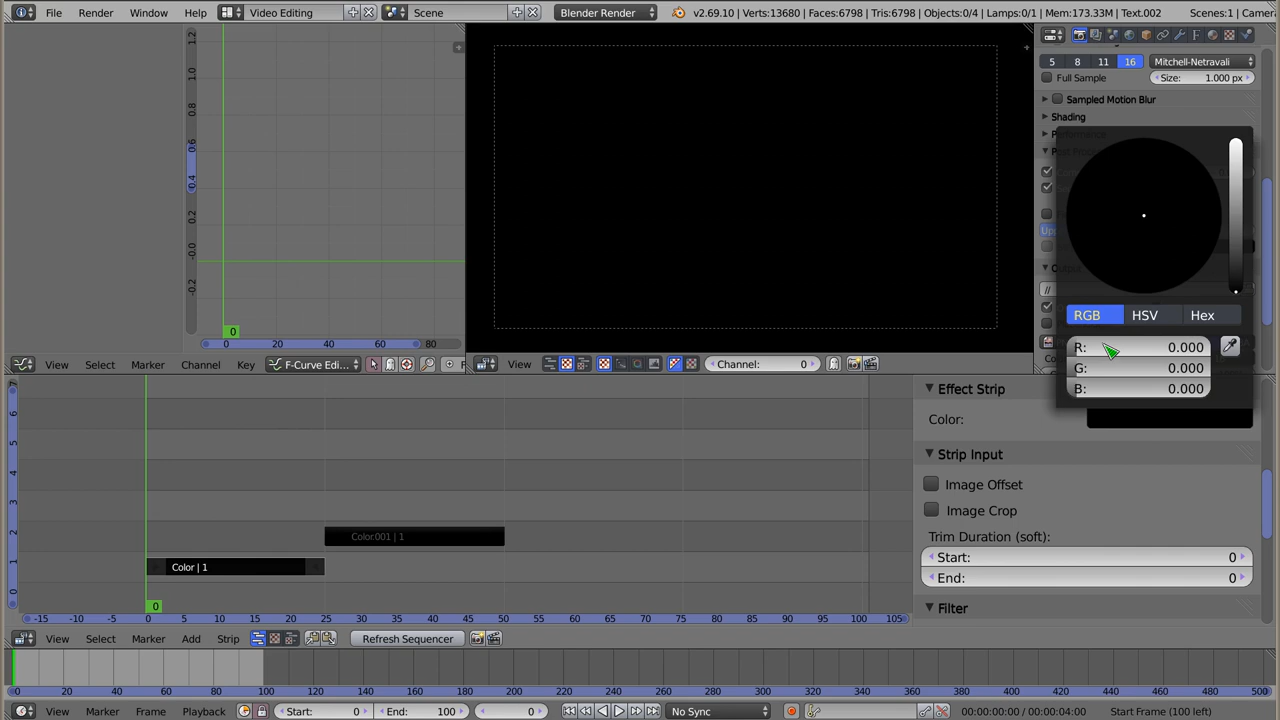 File Render Window Help Video Editing Scene Blender Render v2.69.10 | Verts:13680 | Faces:6798 | Tris:6798 | Objects:0/4 | Lamps:0/1 | Mem:173.33M | Text.002 Scenes:1 | Camer
5 8 11 16 Mitchell-Netravali
Full Sample Size: 1.000 px
Sampled Motion Blur
Shading
Performance
1.2
1.0
0.8
0.6
0.4
0.2
-0.0
-0.2
0
0 20 40 60 80
RGB HSV Hex
R: 0.000
G: 0.000
B: 0.000
View Select Marker Channel Key F-Curve Edi... View Channel: 0
Effect Strip
Color:
Strip Input
Image Offset
Image Crop
Trim Duration (soft):
Start: 0
End: 0
Filter
7
6
5
4
3
2
1
0
Color.001 | 1
Color | 1
0
-15 -10 -5 0 5 10 15 20 25 30 35 40 45 50 55 60 65 70 75 80 85 90 95 100 105
View Select Marker Add Strip Refresh Sequencer
0 20 40 60 80 100 120 140 160 180 200 220 240 260 280 300 320 340 360 380 400 420 440 460 480 500
View Marker Frame Playback Start: 0 End: 100 0 No Sync 00:00:00:00 / 00:00:04:00 Start Frame (100 left)